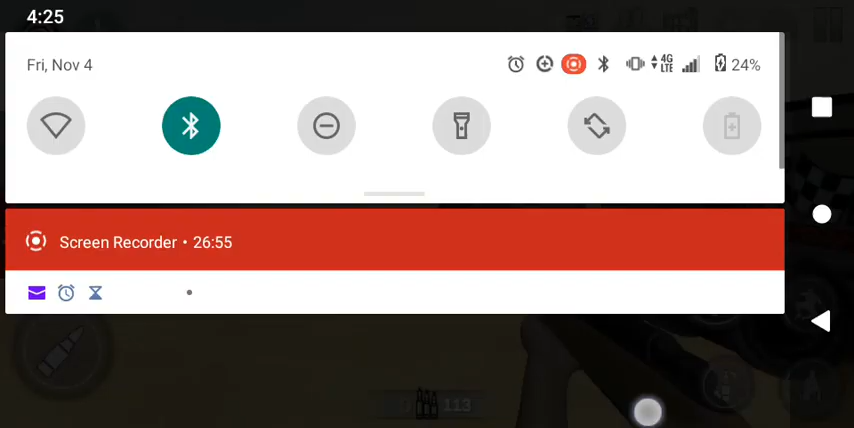 4:25
Fri, Nov 4
4G
LTE
24%
Screen Recorder • 26:55
113